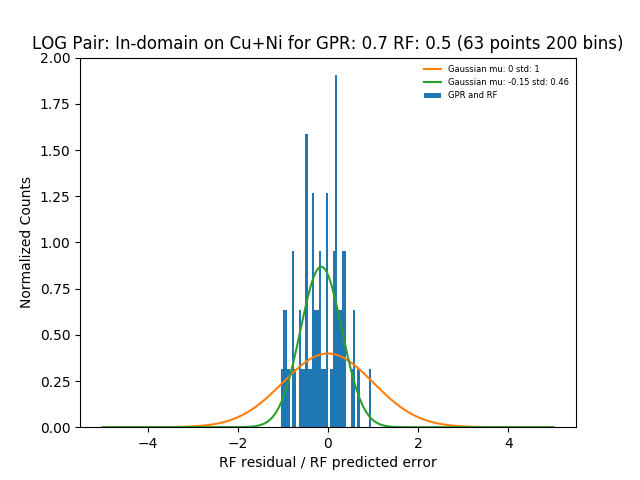 LOG Pair: In-domain on Cu+Ni for GPR: 0.7 RF: 0.5 (63 points 200 bins)
2.00
1.75
1.50
1.25
1.00
0.75
0.50
0.25
0.00
Normalized Counts
Gaussian mu: 0 std: 1
Gaussian mu: -0.15 std: 0.46
GPR and RF
−4 −2 0 2 4
RF residual / RF predicted error